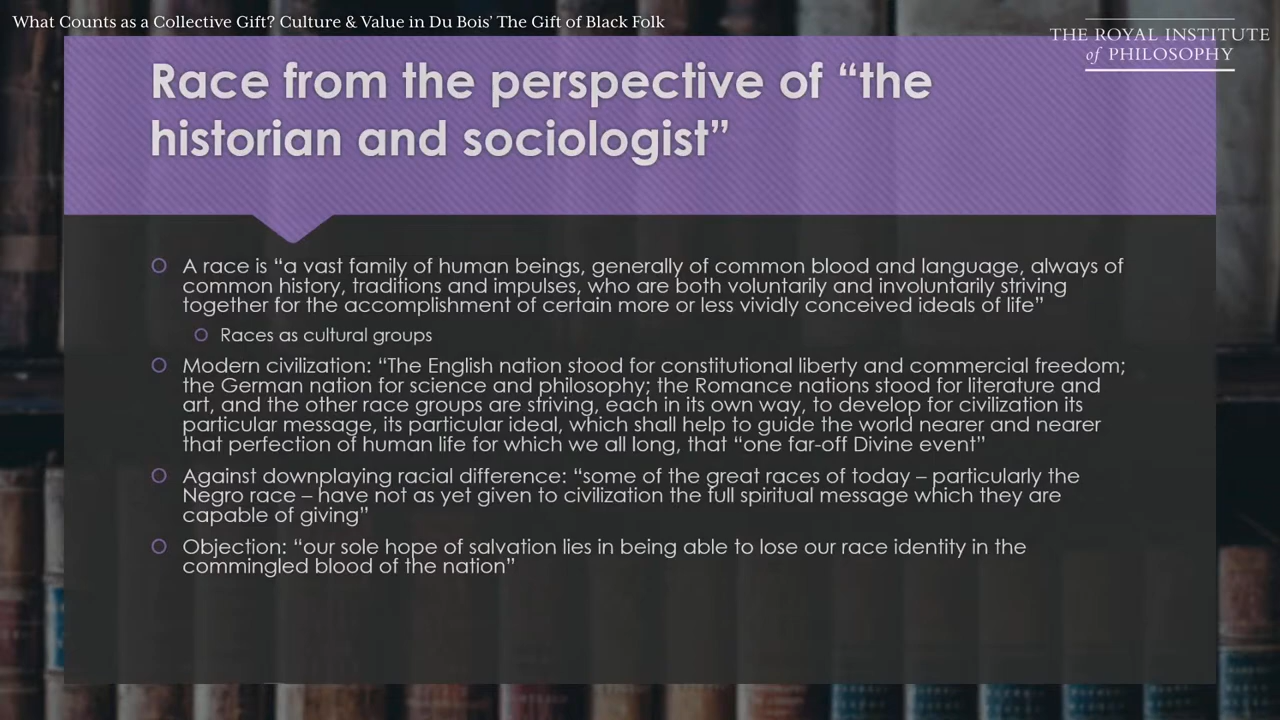 What Counts as a Collective Gift? Culture & Value in Du Bois’ The Gift of Black Folk
THE ROYAL INSTITUTE
of PHILOSOPHY
Race from the perspective of “the
historian and sociologist”
A race is “a vast family of human beings, generally of common blood and language, always of
common history, traditions and impulses, who are both voluntarily and involuntarily striving
together for the accomplishment of certain more or less vividly conceived ideals of life”
Races as cultural groups
Modern civilization: “The English nation stood for constitutional liberty and commercial freedom;
the German nation for science and philosophy; the Romance nations stood for literature and
art, and the other race groups are striving, each in its own way, to develop for civilization its
particular message, its particular ideal, which shall help to guide the world nearer and nearer
that perfection of human life for which we all long, that “one far-off Divine event”
Against downplaying racial difference: “some of the great races of today – particularly the
Negro race – have not as yet given to civilization the full spiritual message which they are
capable of giving”
Objection: “our sole hope of salvation lies in being able to lose our race identity in the
commingled blood of the nation”